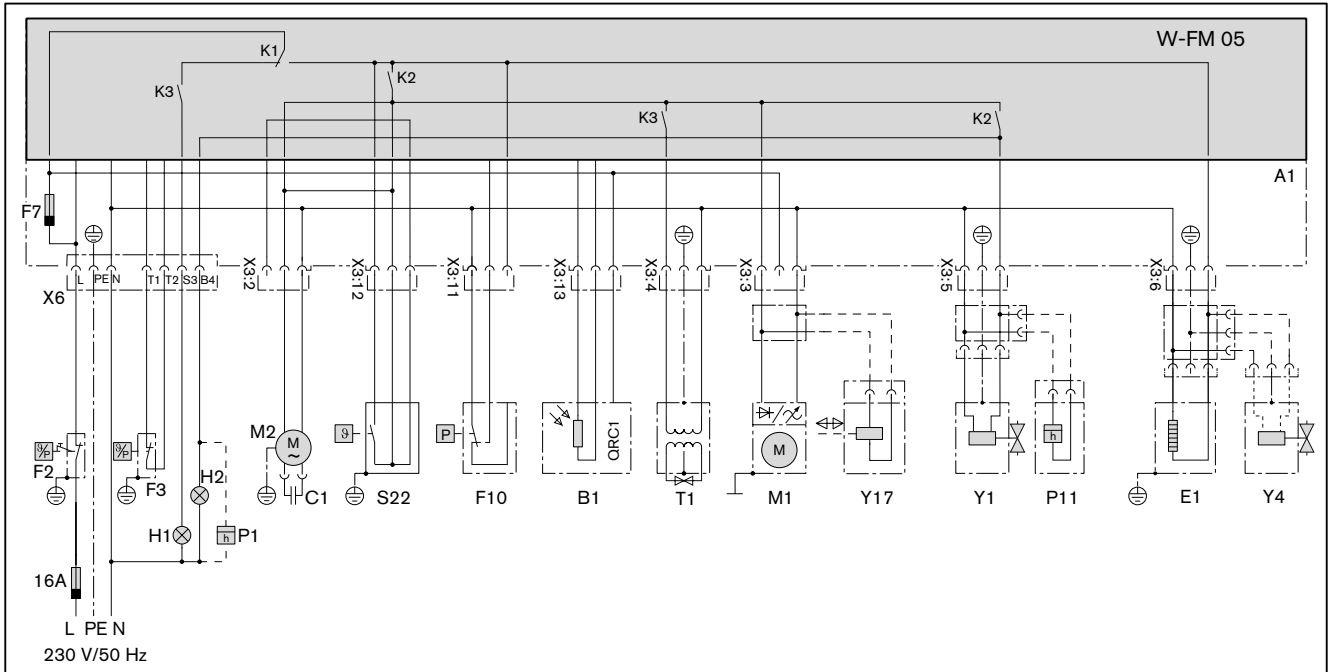 W-FM 05
K1
K2
K3
K3
K2
A1
F7
L PE N T1 T2 S3 B4
X6
X3:2
X3:12
X3:11
X3:13
X3:4
X3:3
X3:5
X3:6
ϑ/P
F2
ϑ/P
F3
H2
H1
h
P1
M2
M
~
C1
ϑ
S22
P
F10
QRC1
B1
T1
M
M1
Y17
Y1
h
P11
E1
Y4
16A
L PE N
230 V/50 Hz